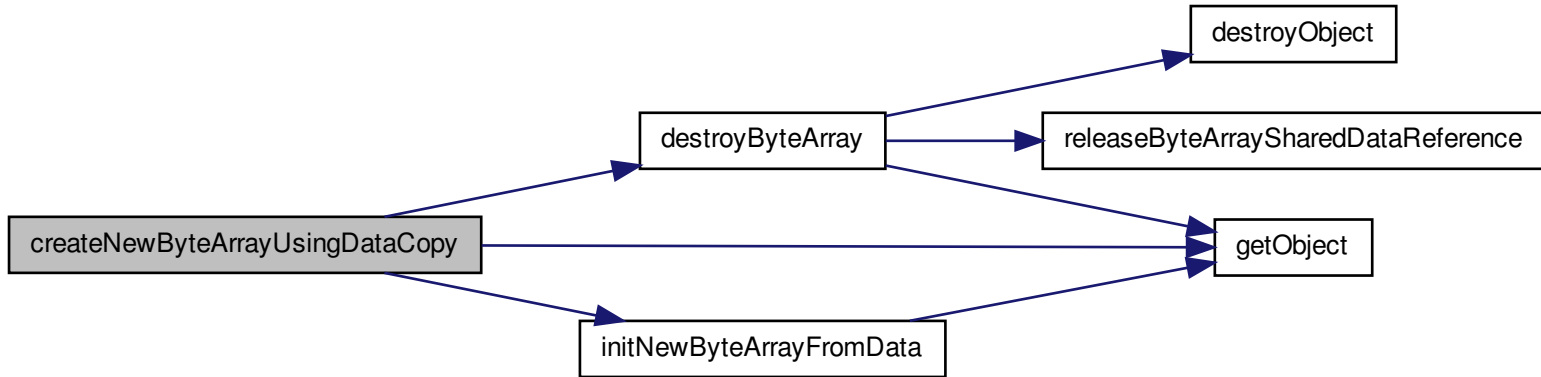 destroyObject
destroyByteArray
releaseByteArraySharedDataReference
createNewByteArrayUsingDataCopy
getObject
initNewByteArrayFromData